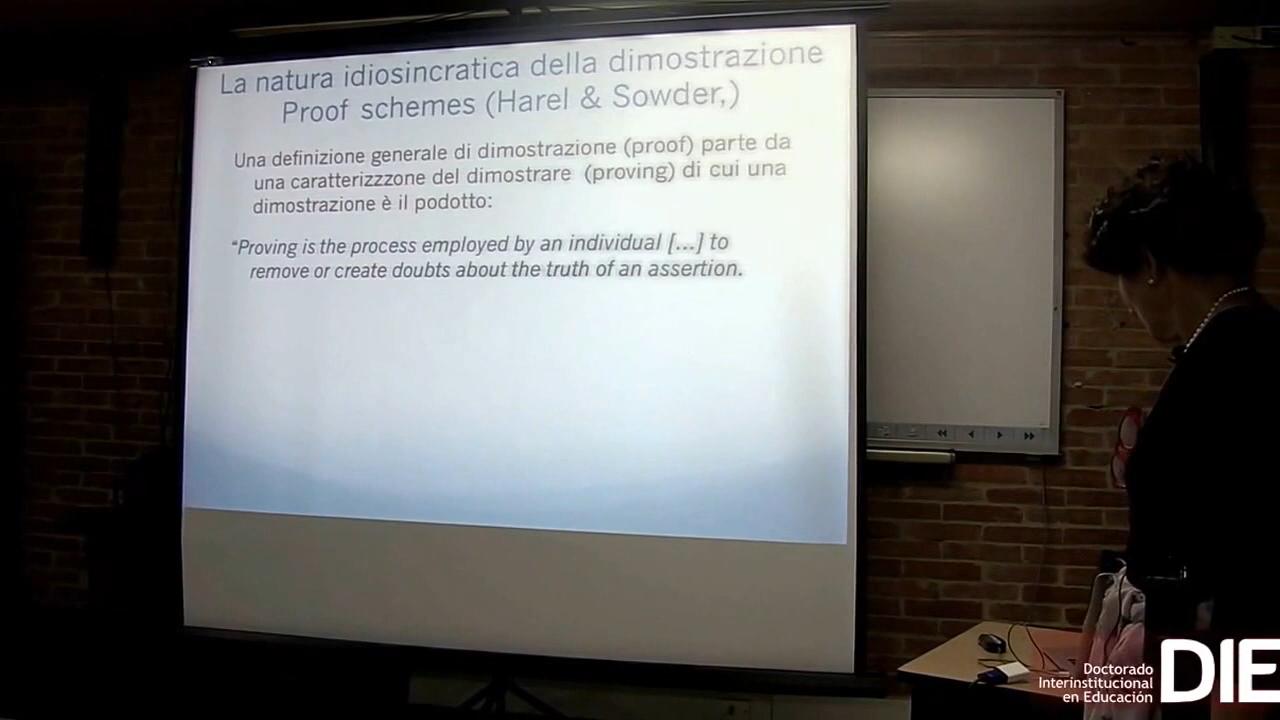 La natura idiosincratica della dimostrazione
Proof schemes (Harel & Sowder,)
Una definizione generale di dimostrazione (proof) parte da
una caratterizzzone del dimostrare (proving) di cui una
dimostrazione è il podotto:
“Proving is the process employed by an individual [...] to
remove or create doubts about the truth of an assertion.
Doctorado
Interinstitucional
en Educación
DIE